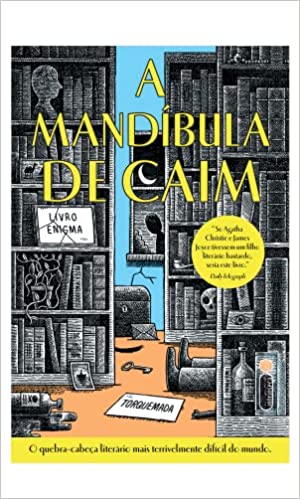 A
MANDÍBULA
DE CAIM
LIVRO
ENIGMA
"Se Agatha
Christie e James
Joyce tivessem um filho
literário bastardo,
seria este livro."
Daily Telegraph
TORQUEMADA
O quebra-cabeça literário mais terrivelmente difícil do mundo.